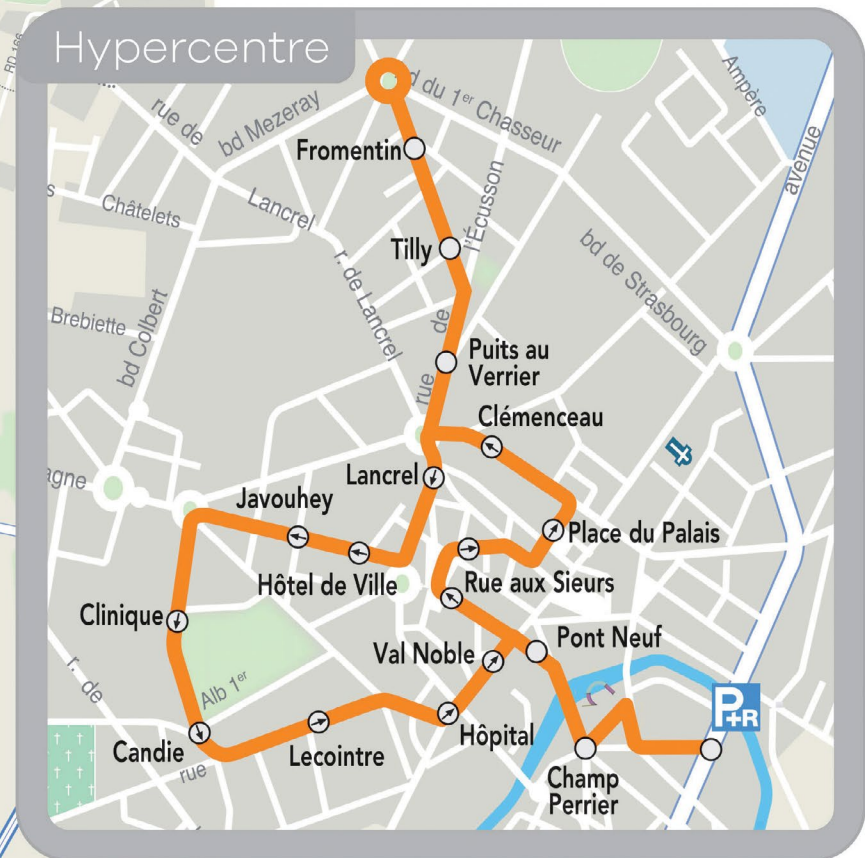 Hypercentre
RD 166
rue de
bd Mezeray
bd du 1er Chasseur
Ampère
avenue
Fromentin
Châtelets
Lancrel
l'Écusson
Tilly
r. de Lancrel
bd de Strasbourg
Brebiette
bd Colbert
de
rue
Puits au
Verrier
Clémenceau
agne
Lancrel
Javouhey
Place du Palais
Hôtel de Ville
Rue aux Sieurs
Clinique
Pont Neuf
Val Noble
r. de
Alb 1er
P
+R
Candie
Lecointre
Hôpital
rue
Champ
Perrier